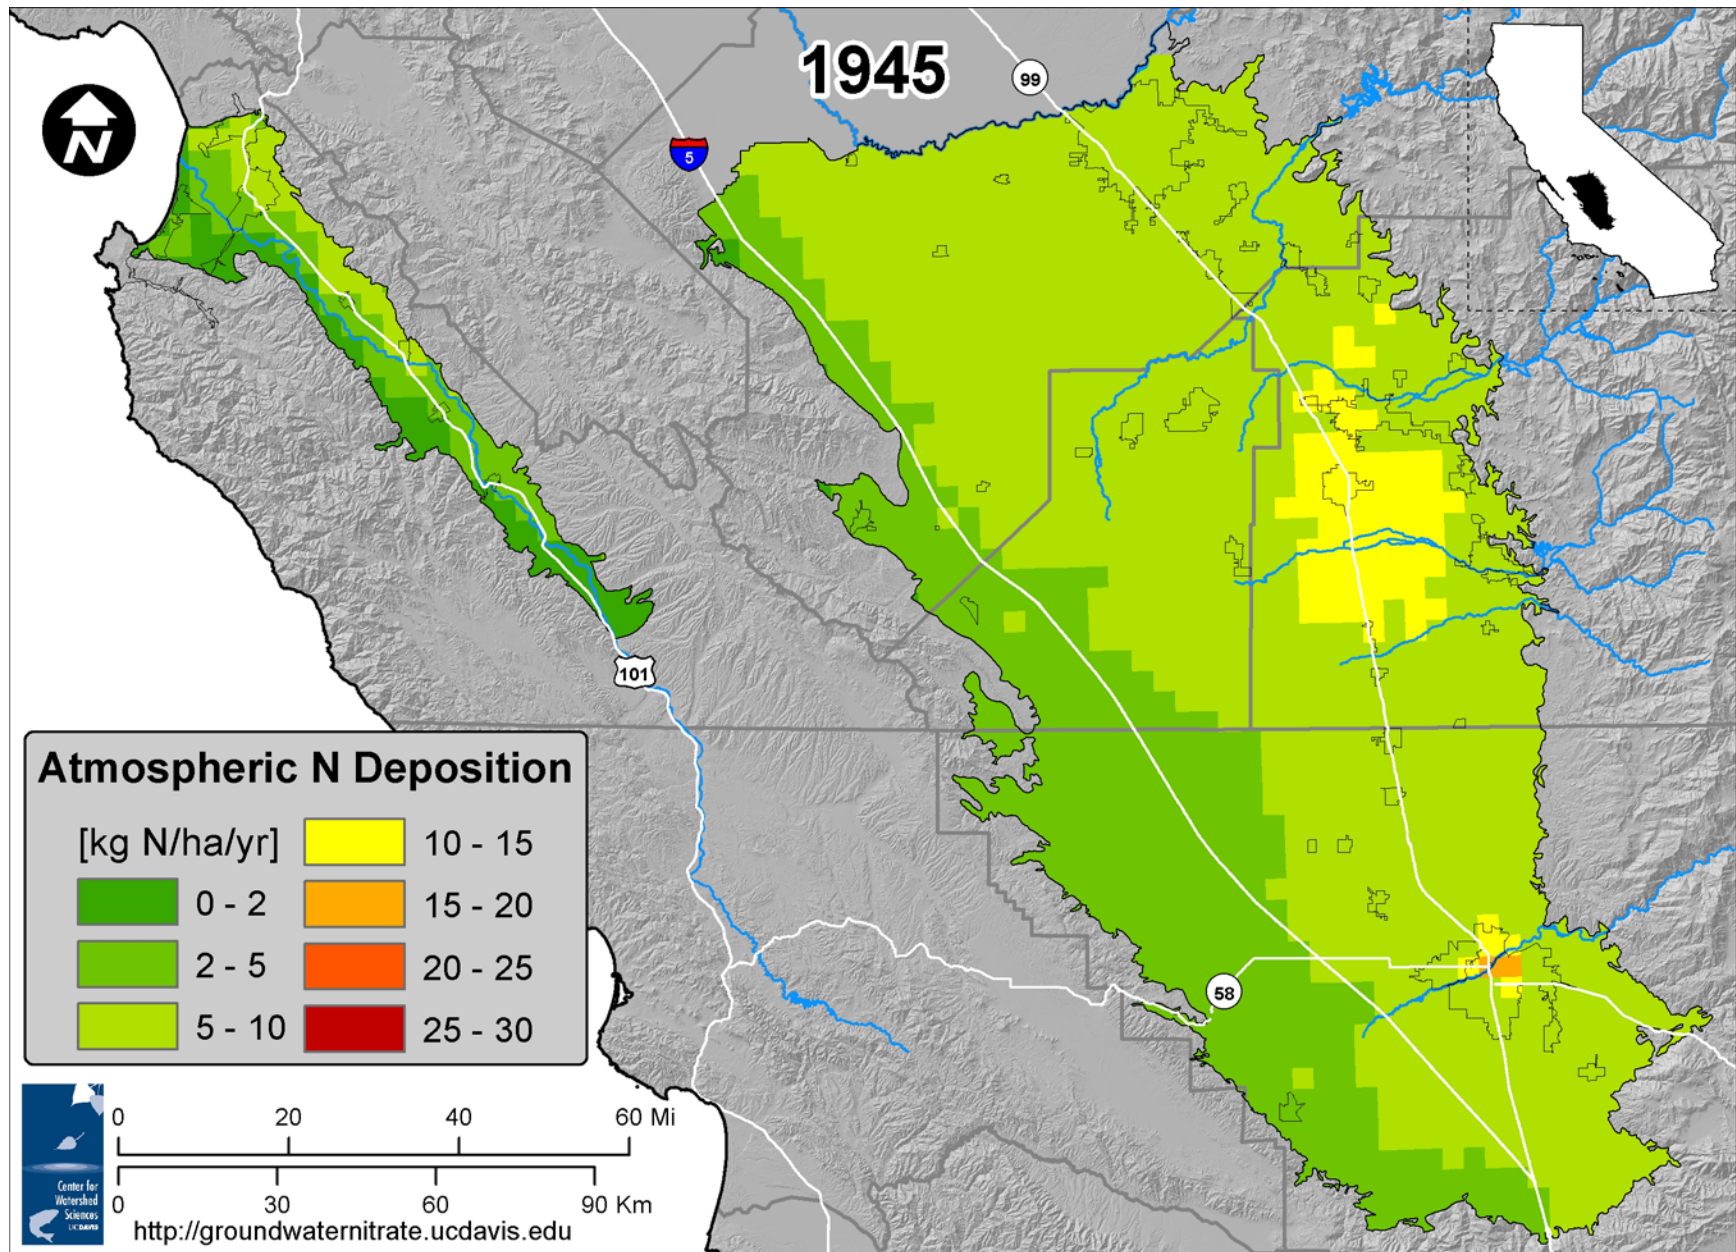 1945
99
5
N
101
Atmospheric N Deposition
[kg N/ha/yr]
10 - 15
0 - 2
15 - 20
2 - 5
20 - 25
5 - 10
25 - 30
58
0 20 40 60 Mi
0 30 60 90 Km
Center for
Watershed
Sciences
UCDAVIS
http://groundwaternitrate.ucdavis.edu